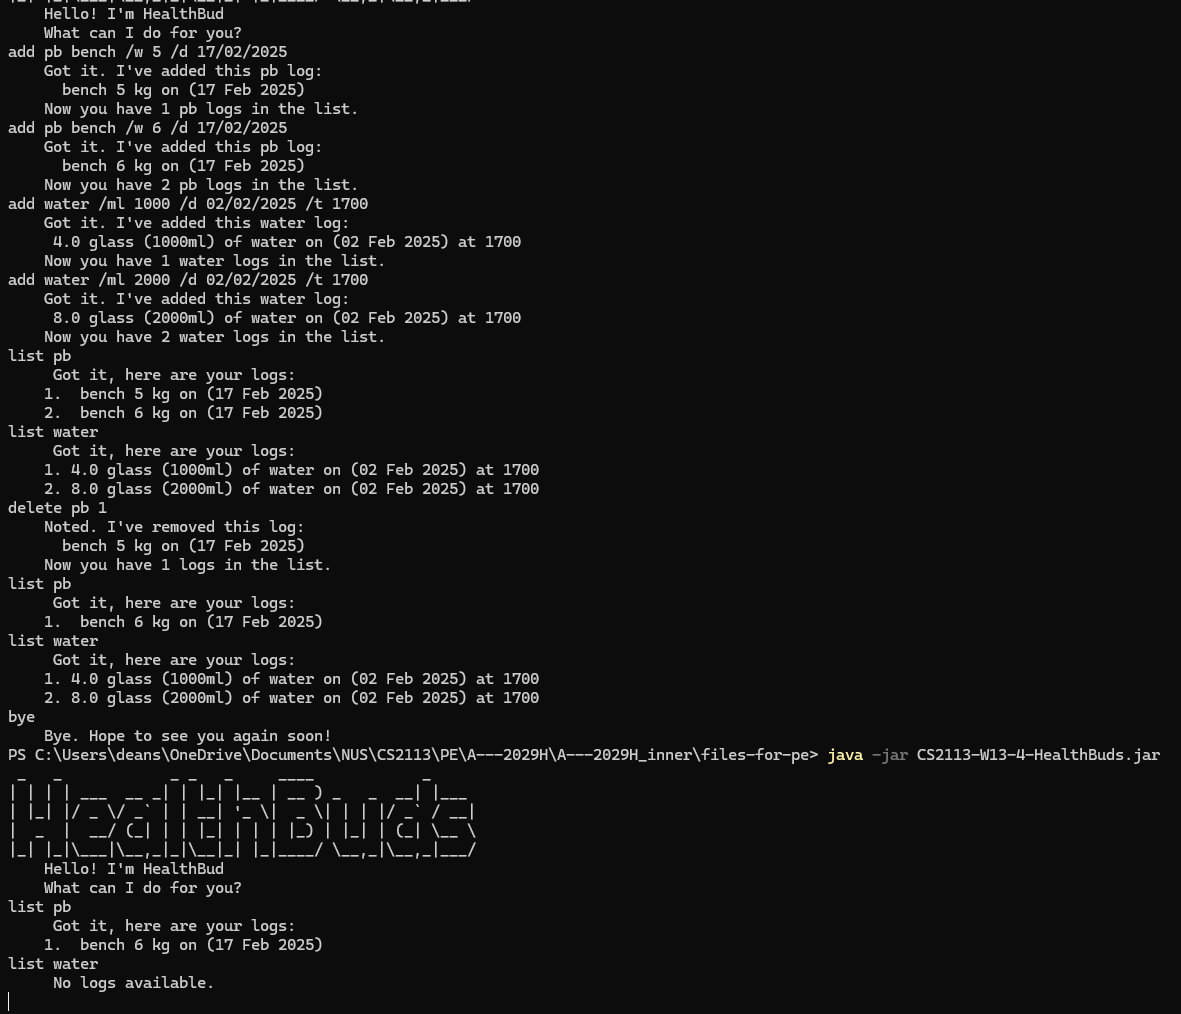 Hello! I'm HealthBud
What can I do for you?
add pb bench /w 5 /d 17/02/2025
Got it. I've added this pb log:
bench 5 kg on (17 Feb 2025)
Now you have 1 pb logs in the list.
add pb bench /w 6 /d 17/02/2025
Got it. I've added this pb log:
bench 6 kg on (17 Feb 2025)
Now you have 2 pb logs in the list.
add water /ml 1000 /d 02/02/2025 /t 1700
Got it. I've added this water log:
4.0 glass (1000ml) of water on (02 Feb 2025) at 1700
Now you have 1 water logs in the list.
add water /ml 2000 /d 02/02/2025 /t 1700
Got it. I've added this water log:
8.0 glass (2000ml) of water on (02 Feb 2025) at 1700
Now you have 2 water logs in the list.
list pb
Got it, here are your logs:
1.  bench 5 kg on (17 Feb 2025)
2.  bench 6 kg on (17 Feb 2025)
list water
Got it, here are your logs:
1. 4.0 glass (1000ml) of water on (02 Feb 2025) at 1700
2. 8.0 glass (2000ml) of water on (02 Feb 2025) at 1700
delete pb 1
Noted. I've removed this log:
bench 5 kg on (17 Feb 2025)
Now you have 1 logs in the list.
list pb
Got it, here are your logs:
1.  bench 6 kg on (17 Feb 2025)
list water
Got it, here are your logs:
1. 4.0 glass (1000ml) of water on (02 Feb 2025) at 1700
2. 8.0 glass (2000ml) of water on (02 Feb 2025) at 1700
bye
Bye. Hope to see you again soon!
PS C:\Users\deans\OneDrive\Documents\NUS\CS2113\PE\A---2029H\A---2029H_inner\files-for-pe> java -jar CS2113-W13-4-HealthBuds.jar
HealthBuds
Hello! I'm HealthBud
What can I do for you?
list pb
Got it, here are your logs:
1.  bench 6 kg on (17 Feb 2025)
list water
No logs available.